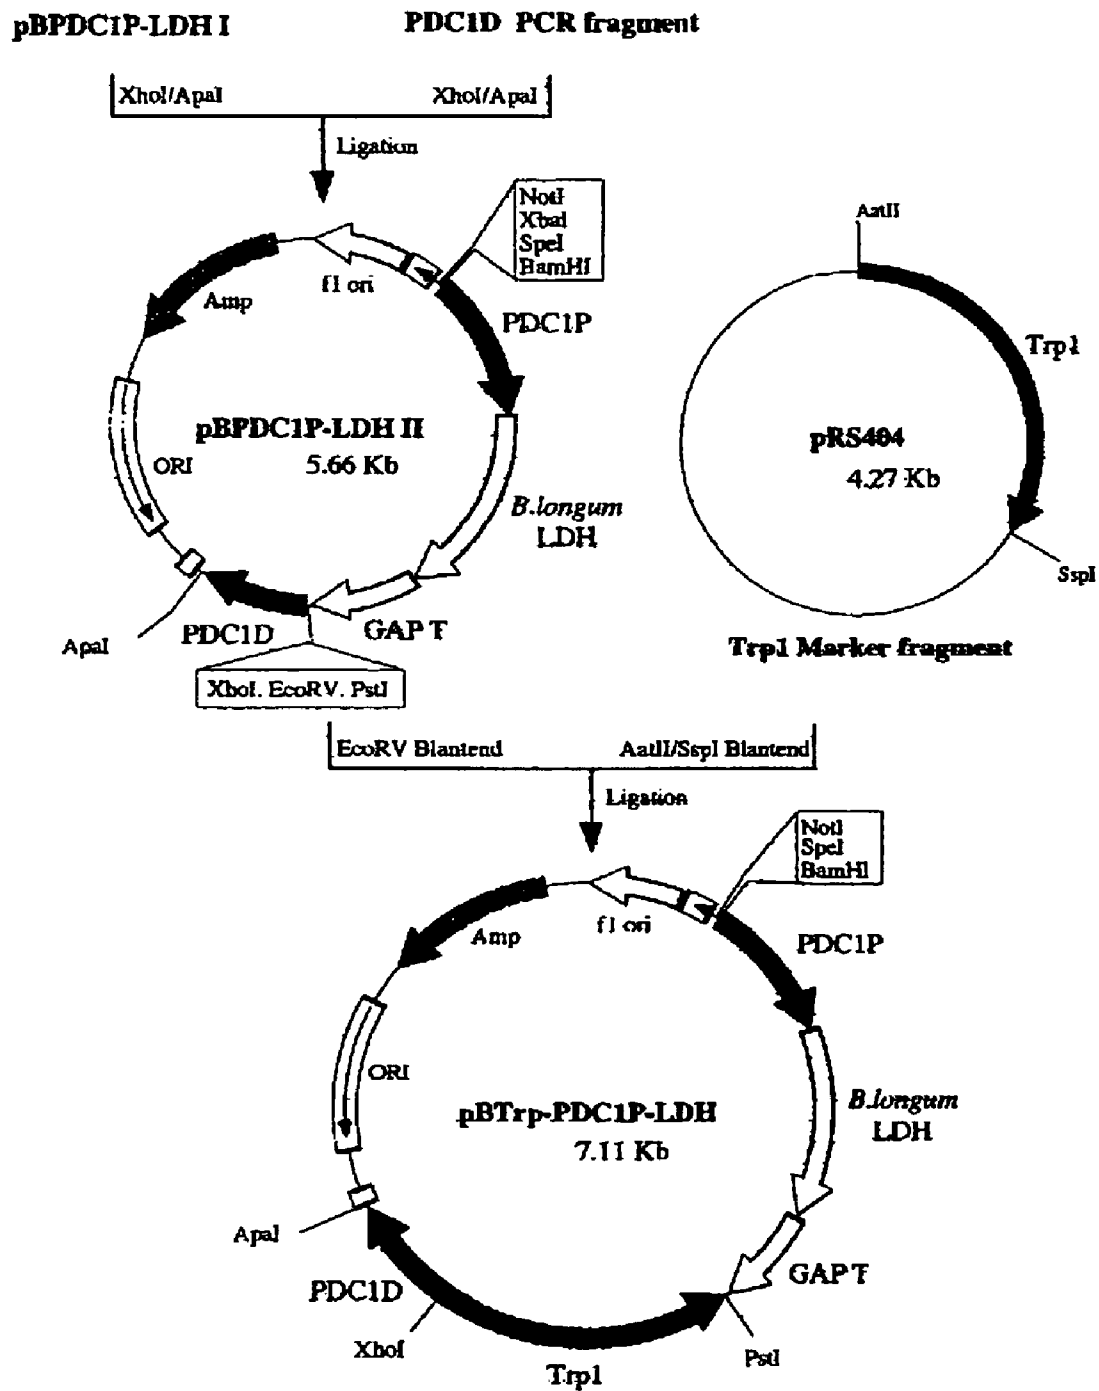 pBPDC1P-LDH I
PDC1D PCR fragment
XhoI/ApaI
XhoI/ApaI
Ligation
NotI
XbaI
SpeI
BamHI
f1 ori
Amp
PDC1P
pBPDC1P-LDH II
5.66 Kb
ORI
B.longum
LDH
PDC1D
GAP T
ApaI
XhoI. EcoRV. PstI
AatII
Trp1
pRS404
4.27 Kb
SspI
Trp1 Marker fragment
EcoRV Blantend
AatII/SspI Blantend
Ligation
NotI
SpeI
BamHI
f1 ori
Amp
PDC1P
ORI
pBTrp-PDC1P-LDH
7.11 Kb
B.longum
LDH
ApaI
PDC1D
GAP T
XhoI
PstI
Trp1